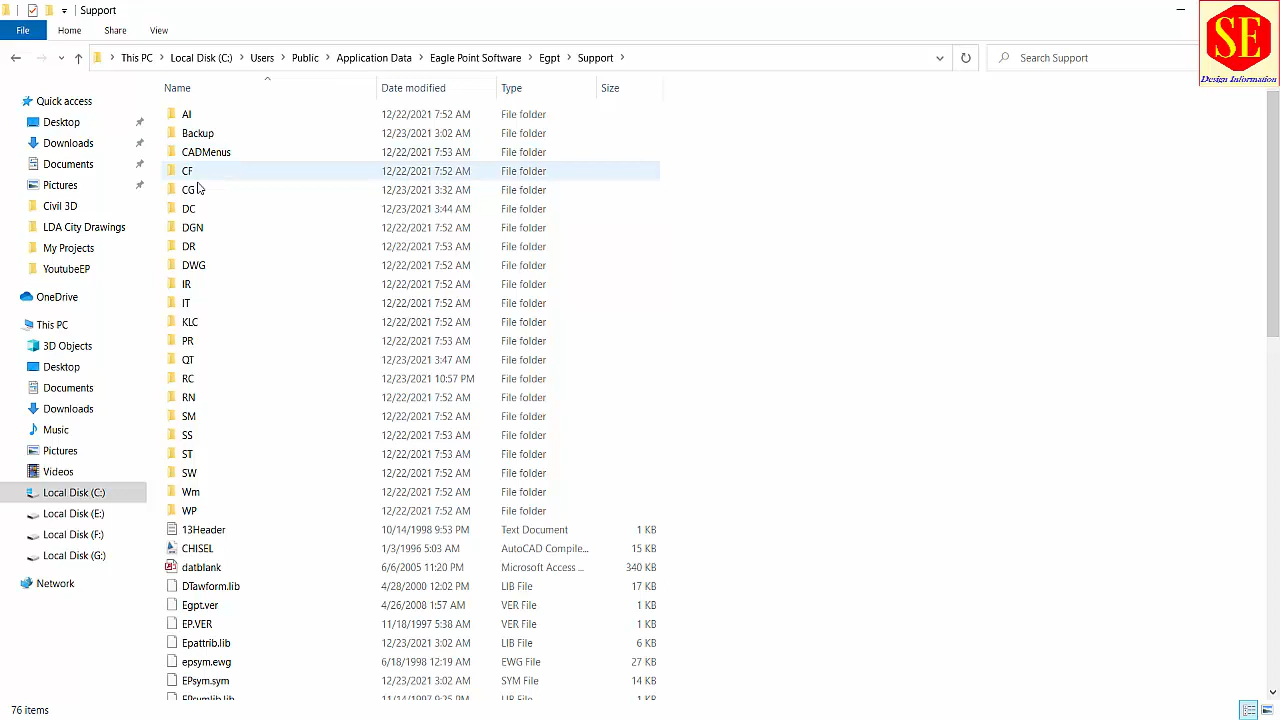 Support
File Home Share View
This PC Local Disk (C:) Users Public Application Data Eagle Point Software Egpt Support
Search Support
SE
Design Information
Name Date modified Type Size
Quick access
Desktop
Downloads
Documents
Pictures
Civil 3D
LDA City Drawings
My Projects
YoutubeEP
OneDrive
This PC
3D Objects
Desktop
Documents
Downloads
Music
Pictures
Videos
Local Disk (C:)
Local Disk (E:)
Local Disk (F:)
Local Disk (G:)
Network
AI 12/22/2021 7:52 AM File folder
Backup 12/23/2021 3:02 AM File folder
CADMenus 12/22/2021 7:53 AM File folder
CF 12/22/2021 7:52 AM File folder
CG 12/23/2021 3:32 AM File folder
DC 12/23/2021 3:44 AM File folder
DGN 12/22/2021 7:52 AM File folder
DR 12/22/2021 7:53 AM File folder
DWG 12/22/2021 7:52 AM File folder
IR 12/22/2021 7:52 AM File folder
IT 12/22/2021 7:52 AM File folder
KLC 12/22/2021 7:52 AM File folder
PR 12/22/2021 7:53 AM File folder
QT 12/23/2021 3:47 AM File folder
RC 12/23/2021 10:57 PM File folder
RN 12/22/2021 7:52 AM File folder
SM 12/22/2021 7:52 AM File folder
SS 12/22/2021 7:53 AM File folder
ST 12/22/2021 7:53 AM File folder
SW 12/22/2021 7:52 AM File folder
Wm 12/22/2021 7:52 AM File folder
WP 12/22/2021 7:52 AM File folder
13Header 10/14/1998 9:53 PM Text Document 1 KB
CHISEL 1/3/1996 5:03 AM AutoCAD Compile... 15 KB
datblank 6/6/2005 11:20 PM Microsoft Access ... 340 KB
DTawform.lib 4/28/2000 12:02 PM LIB File 17 KB
Egpt.ver 4/26/2008 1:57 AM VER File 1 KB
EP.VER 11/18/1997 5:38 AM VER File 1 KB
Epattrib.lib 12/23/2021 3:02 AM LIB File 6 KB
epsym.ewg 6/18/1998 12:19 AM EWG File 27 KB
EPsym.sym 12/23/2021 3:02 AM SYM File 14 KB
EPsymlib.lib 11/14/1997 9:25 PM LIB File 1 KB
76 items